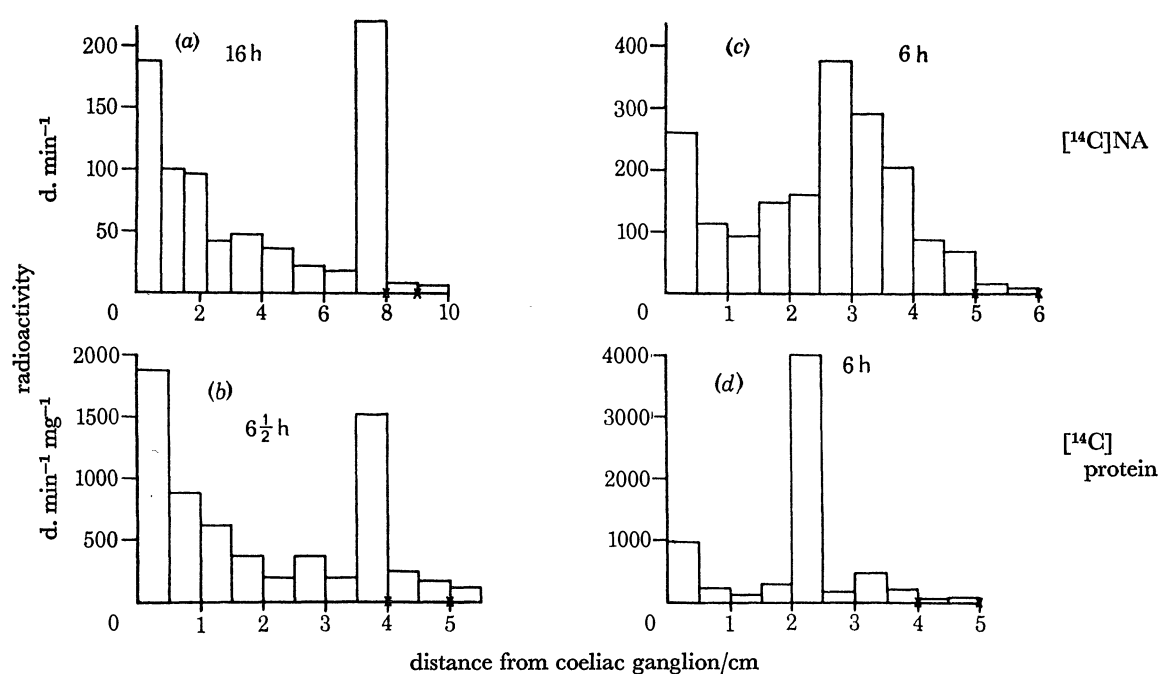 (a)
16 h
200
150
100
50
0
2
4
6
8
10
d. min⁻¹
(c)
6 h
400
300
200
100
0
1
2
3
4
5
6
[¹⁴C]NA
radioactivity
(b)
6 1/2 h
2000
1500
1000
500
0
1
2
3
4
5
d. min⁻¹ mg⁻¹
(d)
6 h
4000
3000
2000
1000
0
1
2
3
4
5
[¹⁴C]
protein
distance from coeliac ganglion/cm